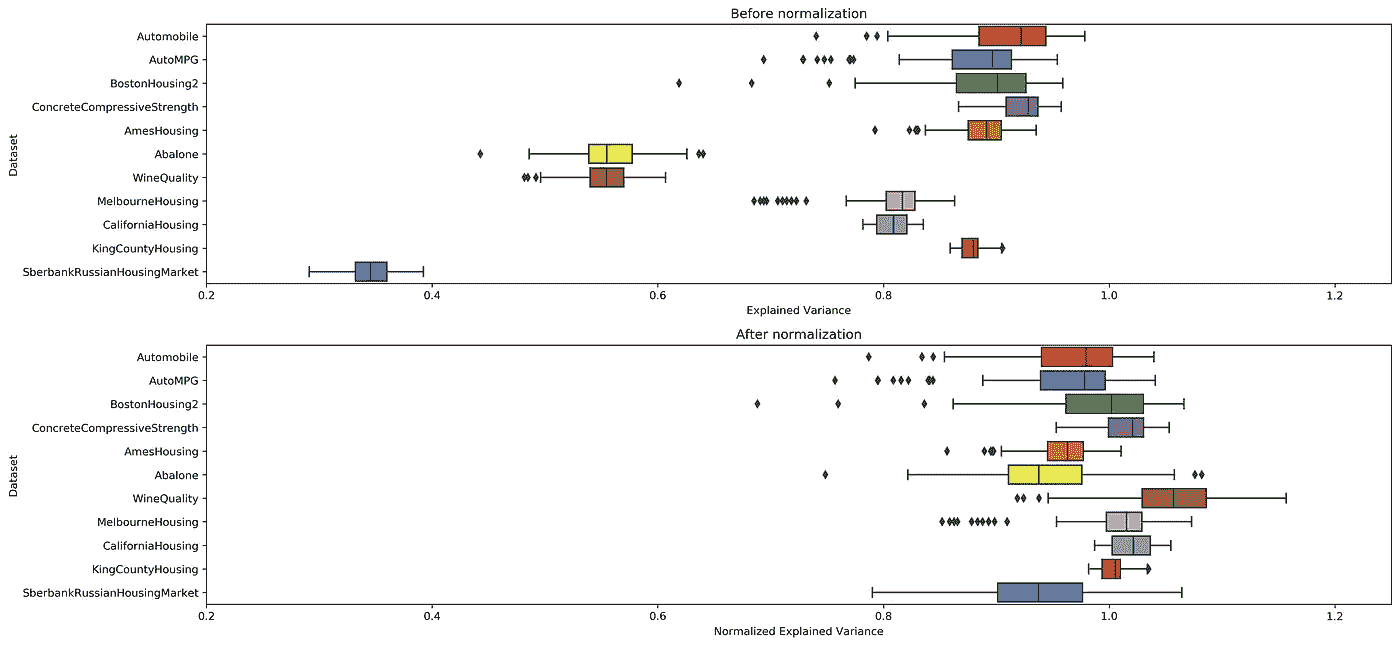 Before normalization
Dataset
Automobile
AutoMPG
BostonHousing2
ConcreteCompressiveStrength
AmesHousing
Abalone
WineQuality
MelbourneHousing
CaliforniaHousing
KingCountyHousing
SberbankRussianHousingMarket
0.2 0.4 0.6 0.8 1.0 1.2
Explained Variance
After normalization
Dataset
Automobile
AutoMPG
BostonHousing2
ConcreteCompressiveStrength
AmesHousing
Abalone
WineQuality
MelbourneHousing
CaliforniaHousing
KingCountyHousing
SberbankRussianHousingMarket
0.2 0.4 0.6 0.8 1.0 1.2
Normalized Explained Variance